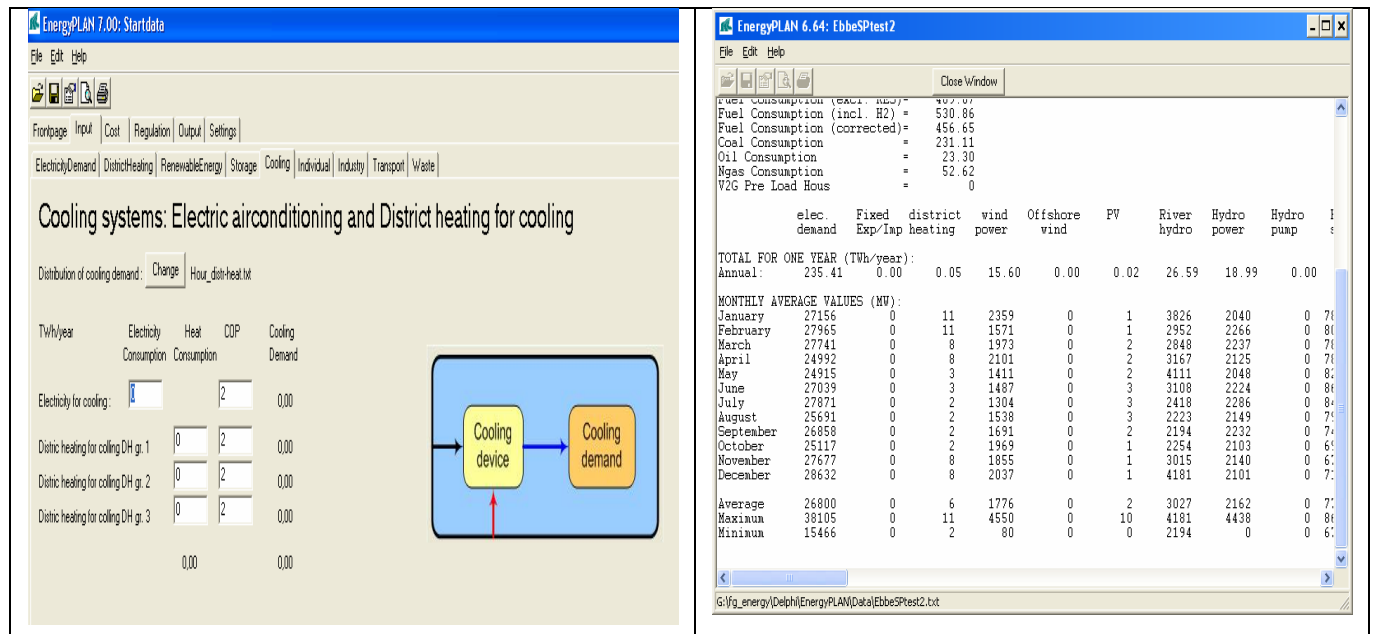 EnergyPLAN 7.00: Startdata
File Edit Help
Frontpage Input Cost Regulation Output Settings
ElectricityDemand DistrictHeating RenewableEnergy Storage Cooling Individual Industry Transport Waste
Cooling systems: Electric airconditioning and District heating for cooling
Distribution of cooling demand : Change Hour_distr-heat.txt
TWh/year Electricity Heat COP Cooling
Consumption Consumption Demand
Electricity for cooling : 0 2 0,00
Distric heating for colling DH gr. 1 0 2 0,00
Distric heating for colling DH gr. 2 0 2 0,00
Distric heating for colling DH gr. 3 0 2 0,00
0,00 0,00
Cooling device
Cooling demand
EnergyPLAN 6.64: EbbeSPtest2
File Edit Help
Close Window
Fuel Consumption (excl. RES)= 469.67
Fuel Consumption (incl. H2) = 530.86
Fuel Consumption (corrected)= 456.65
Coal Consumption = 231.11
Oil Consumption = 23.30
Ngas Consumption = 52.62
V2G Pre Load Hous = 0
elec. Fixed district wind Offshore PV River Hydro Hydro
demand Exp/Imp heating power wind hydro power pump
TOTAL FOR ONE YEAR (TWh/year):
Annual: 235.41 0.00 0.05 15.60 0.00 0.02 26.59 18.99 0.00
MONTHLY AVERAGE VALUES (MW):
January 27156 0 11 2359 0 1 3826 2040 0
February 27965 0 11 1571 0 1 2952 2266 0
March 27741 0 8 1973 0 2 2848 2237 0
April 24992 0 8 2101 0 2 3167 2125 0
May 24915 0 3 1411 0 2 4111 2048 0
June 27039 0 3 1487 0 3 3108 2224 0
July 27871 0 2 1304 0 3 2418 2286 0
August 25691 0 2 1538 0 3 2223 2149 0
September 26858 0 2 1691 0 2 2194 2232 0
October 25117 0 2 1969 0 1 2254 2103 0
November 27677 0 8 1855 0 1 3015 2140 0
December 28632 0 8 2037 0 1 4181 2101 0
Average 26800 0 6 1776 0 2 3027 2162 0
Maximum 38105 0 11 4550 0 10 4181 4438 0
Minimum 15466 0 2 80 0 0 2194 0 0
G:\fg_energy\Delphi\EnergyPLAN\Data\EbbeSPtest2.txt